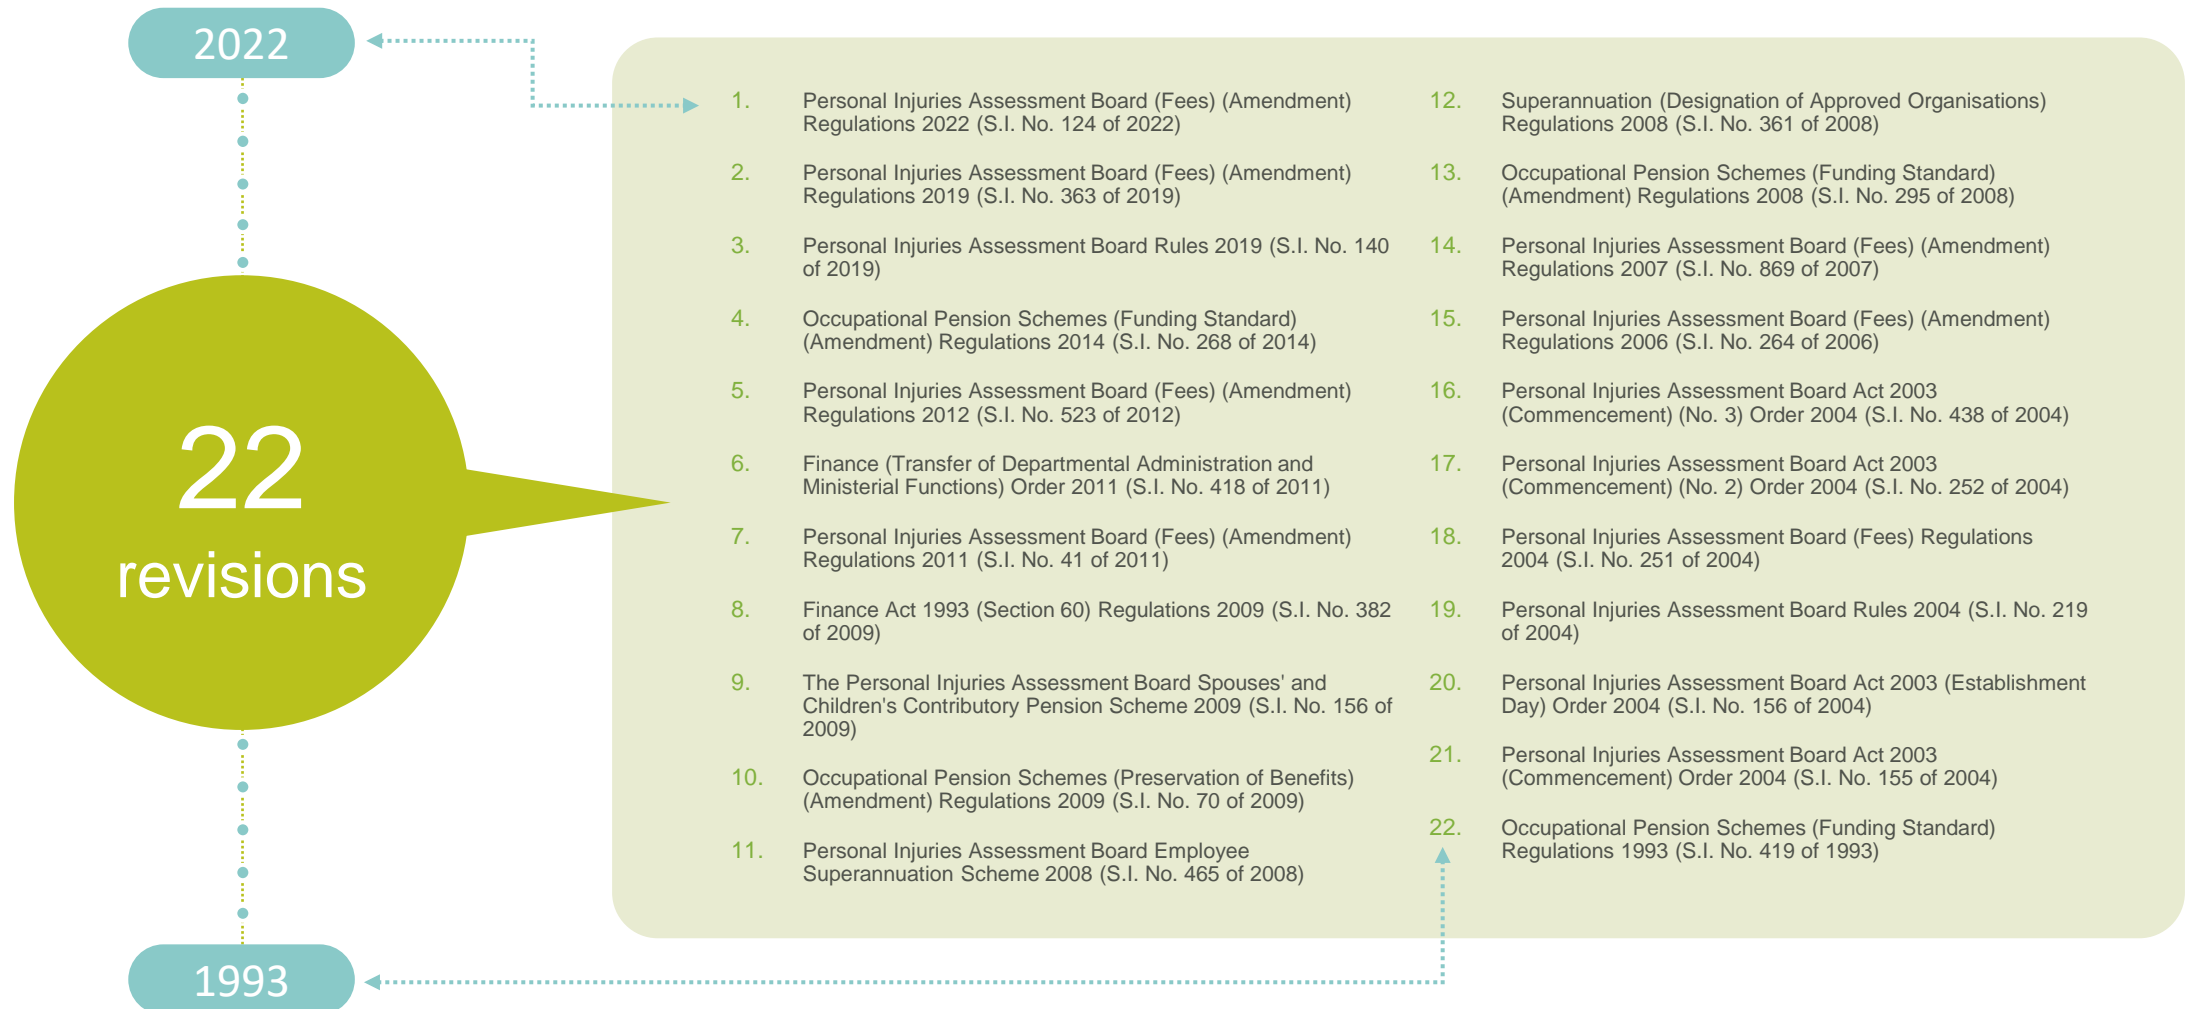 2022
22
revisions
1993
1. Personal Injuries Assessment Board (Fees) (Amendment)
Regulations 2022 (S.I. No. 124 of 2022)
2. Personal Injuries Assessment Board (Fees) (Amendment)
Regulations 2019 (S.I. No. 363 of 2019)
3. Personal Injuries Assessment Board Rules 2019 (S.I. No. 140
of 2019)
4. Occupational Pension Schemes (Funding Standard)
(Amendment) Regulations 2014 (S.I. No. 268 of 2014)
5. Personal Injuries Assessment Board (Fees) (Amendment)
Regulations 2012 (S.I. No. 523 of 2012)
6. Finance (Transfer of Departmental Administration and
Ministerial Functions) Order 2011 (S.I. No. 418 of 2011)
7. Personal Injuries Assessment Board (Fees) (Amendment)
Regulations 2011 (S.I. No. 41 of 2011)
8. Finance Act 1993 (Section 60) Regulations 2009 (S.I. No. 382
of 2009)
9. The Personal Injuries Assessment Board Spouses' and
Children's Contributory Pension Scheme 2009 (S.I. No. 156 of
2009)
10. Occupational Pension Schemes (Preservation of Benefits)
(Amendment) Regulations 2009 (S.I. No. 70 of 2009)
11. Personal Injuries Assessment Board Employee
Superannuation Scheme 2008 (S.I. No. 465 of 2008)
12. Superannuation (Designation of Approved Organisations)
Regulations 2008 (S.I. No. 361 of 2008)
13. Occupational Pension Schemes (Funding Standard)
(Amendment) Regulations 2008 (S.I. No. 295 of 2008)
14. Personal Injuries Assessment Board (Fees) (Amendment)
Regulations 2007 (S.I. No. 869 of 2007)
15. Personal Injuries Assessment Board (Fees) (Amendment)
Regulations 2006 (S.I. No. 264 of 2006)
16. Personal Injuries Assessment Board Act 2003
(Commencement) (No. 3) Order 2004 (S.I. No. 438 of 2004)
17. Personal Injuries Assessment Board Act 2003
(Commencement) (No. 2) Order 2004 (S.I. No. 252 of 2004)
18. Personal Injuries Assessment Board (Fees) Regulations
2004 (S.I. No. 251 of 2004)
19. Personal Injuries Assessment Board Rules 2004 (S.I. No. 219
of 2004)
20. Personal Injuries Assessment Board Act 2003 (Establishment
Day) Order 2004 (S.I. No. 156 of 2004)
21. Personal Injuries Assessment Board Act 2003
(Commencement) Order 2004 (S.I. No. 155 of 2004)
22. Occupational Pension Schemes (Funding Standard)
Regulations 1993 (S.I. No. 419 of 1993)